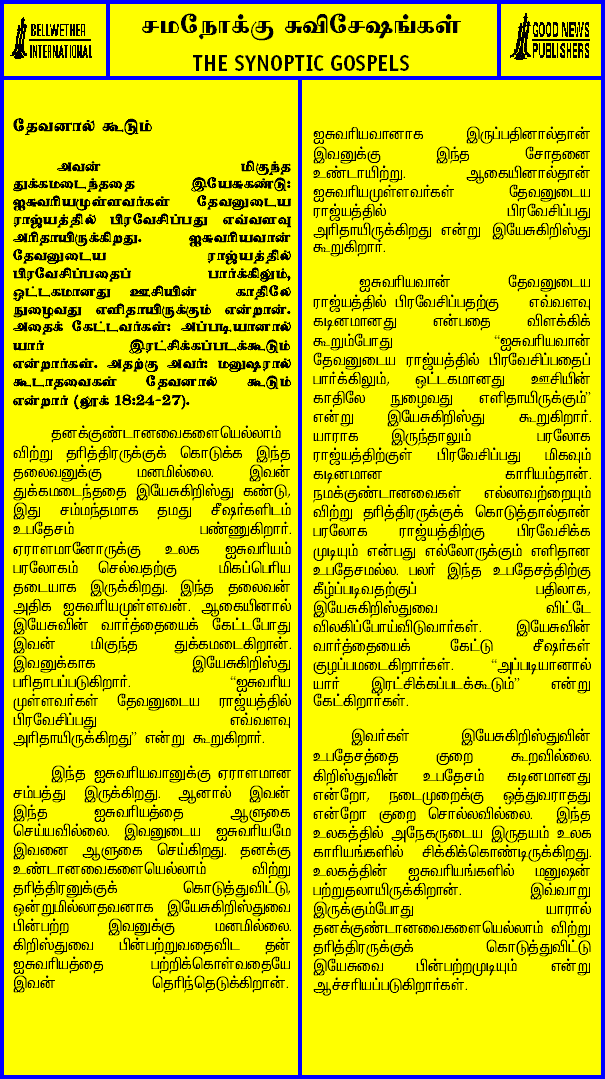 BELLWETHER
INTERNATIONAL
சமநோக்கு சுவிசேஷங்கள்
THE SYNOPTIC GOSPELS
GOOD NEWS
PUBLISHERS
தேவனால் கூடும்
அவன் மிகுந்த
துக்கமடைந்ததை இயேசுகண்டு:
ஐசுவரியமுள்ளவர்கள் தேவனுடைய
ராஜ்யத்தில் பிரவேசிப்பது எவ்வளவு
அரிதாயிருக்கிறது. ஐசுவரியவான்
தேவனுடைய ராஜ்யத்தில்
பிரவேசிப்பதைப் பார்க்கிலும்,
ஒட்டகமானது ஊசியின் காதிலே
நுழைவது எளிதாயிருக்கும் என்றான்.
அதைக் கேட்டவர்கள்: அப்படியானால்
யார் இரட்சிக்கப்படக்கூடும்
என்றார்கள். அதற்கு அவர்: மனுஷரால்
கூடாதவைகள் தேவனால் கூடும்
என்றார் (லூக் 18:24-27).
தனக்குண்டானவைகளையெல்லாம்
விற்று தரித்திரருக்குக் கொடுக்க இந்த
தலைவனுக்கு மனமில்லை. இவன்
துக்கமடைந்ததை இயேசுகிறிஸ்து கண்டு,
இது சம்மந்தமாக தமது சீஷர்களிடம்
உபதேசம் பண்ணுகிறார்.
ஏராளமானோருக்கு உலக ஐசுவரியம்
பரலோகம் செல்வதற்கு மிகப்பெரிய
தடையாக இருக்கிறது. இந்த தலைவன்
அதிக ஐசுவரியமுள்ளவன். ஆகையினால்
இயேசுவின் வார்த்தையைக் கேட்டபோது
இவன் மிகுந்த துக்கமடைகிறான்.
இவனுக்காக இயேசுகிறிஸ்து
பரிதாபப்படுகிறார். “ஐசுவரிய
முள்ளவர்கள் தேவனுடைய ராஜ்யத்தில்
பிரவேசிப்பது எவ்வளவு
அரிதாயிருக்கிறது” என்று கூறுகிறார்.
இந்த ஐசுவரியவானுக்கு ஏராளமான
சம்பத்து இருக்கிறது. ஆனால் இவன்
இந்த ஐசுவரியத்தை ஆளுகை
செய்யவில்லை. இவனுடைய ஐசுவரியமே
இவனை ஆளுகை செய்கிறது. தனக்கு
உண்டானவைகளையெல்லாம் விற்று
தரித்திரனுக்குக் கொடுத்துவிட்டு,
ஒன்றுமில்லாதவனாக இயேசுகிறிஸ்துவை
பின்பற்ற இவனுக்கு மனமில்லை.
கிறிஸ்துவை பின்பற்றுவதைவிட தன்
ஐசுவரியத்தை பற்றிக்கொள்வதையே
இவன் தெரிந்தெடுக்கிறான்.
ஐசுவரியவானாக இருப்பதினால்தான்
இவனுக்கு இந்த சோதனை
உண்டாயிற்று. ஆகையினால்தான்
ஐசுவரியமுள்ளவர்கள் தேவனுடைய
ராஜ்யத்தில் பிரவேசிப்பது
அரிதாயிருக்கிறது என்று இயேசுகிறிஸ்து
கூறுகிறார்.
ஐசுவரியவான் தேவனுடைய
ராஜ்யத்தில் பிரவேசிப்பதற்கு எவ்வளவு
கடினமானது என்பதை விளக்கிக்
கூறும்போது “ஐசுவரியவான்
தேவனுடைய ராஜ்யத்தில் பிரவேசிப்பதைப்
பார்க்கிலும், ஒட்டகமானது ஊசியின்
காதிலே நுழைவது எளிதாயிருக்கும்”
என்று இயேசுகிறிஸ்து கூறுகிறார்.
யாராக இருந்தாலும் பரலோக
ராஜ்யத்திற்குள் பிரவேசிப்பது மிகவும்
கடினமான காரியம்தான்.
நமக்குண்டானவைகள் எல்லாவற்றையும்
விற்று தரித்திரருக்குக் கொடுத்தால்தான்
பரலோக ராஜ்யத்திற்கு பிரவேசிக்க
முடியும் என்பது எல்லோருக்கும் எளிதான
உபதேசமல்ல. பலர் இந்த உபதேசத்திற்கு
கீழ்ப்படிவதற்குப் பதிலாக,
இயேசுகிறிஸ்துவை விட்டே
விலகிப்போய்விடுவார்கள். இயேசுவின்
வார்த்தையைக் கேட்டு சீஷர்கள்
குழப்பமடைகிறார்கள். “அப்படியானால்
யார் இரட்சிக்கப்படக்கூடும்” என்று
கேட்கிறார்கள்.
இவர்கள் இயேசுகிறிஸ்துவின்
உபதேசத்தை குறை கூறவில்லை.
கிறிஸ்துவின் உபதேசம் கடினமானது
என்றோ, நடைமுறைக்கு ஒத்துவராதது
என்றோ குறை சொல்லவில்லை. இந்த
உலகத்தில் அநேகருடைய இருதயம் உலக
காரியங்களில் சிக்கிக்கொண்டிருக்கிறது.
உலகத்தின் ஐசுவரியங்களில் மனுஷன்
பற்றுதலாயிருக்கிறான். இவ்வாறு
இருக்கும்போது யாரால்
தனக்குண்டானவைகளையெல்லாம் விற்று
தரித்திரருக்குக் கொடுத்துவிட்டு
இயேசுவை பின்பற்றமுடியும் என்று
ஆச்சரியப்படுகிறார்கள்.